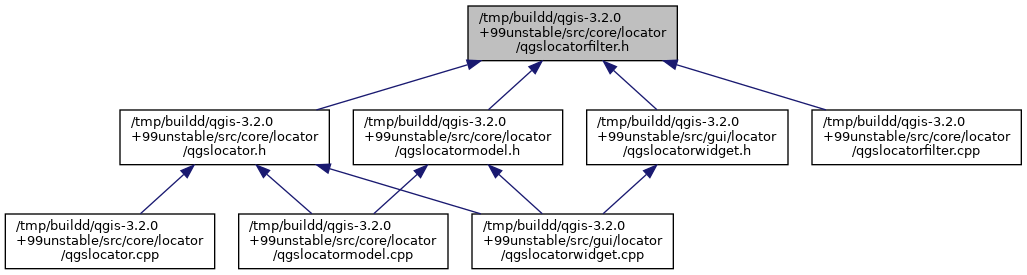 /tmp/buildd/qgis-3.2.0
+99unstable/src/core/locator
/qgslocatorfilter.h
/tmp/buildd/qgis-3.2.0
+99unstable/src/core/locator
/qgslocator.h
/tmp/buildd/qgis-3.2.0
+99unstable/src/core/locator
/qgslocatormodel.h
/tmp/buildd/qgis-3.2.0
+99unstable/src/gui/locator
/qgslocatorwidget.h
/tmp/buildd/qgis-3.2.0
+99unstable/src/core/locator
/qgslocatorfilter.cpp
/tmp/buildd/qgis-3.2.0
+99unstable/src/core/locator
/qgslocator.cpp
/tmp/buildd/qgis-3.2.0
+99unstable/src/core/locator
/qgslocatormodel.cpp
/tmp/buildd/qgis-3.2.0
+99unstable/src/gui/locator
/qgslocatorwidget.cpp